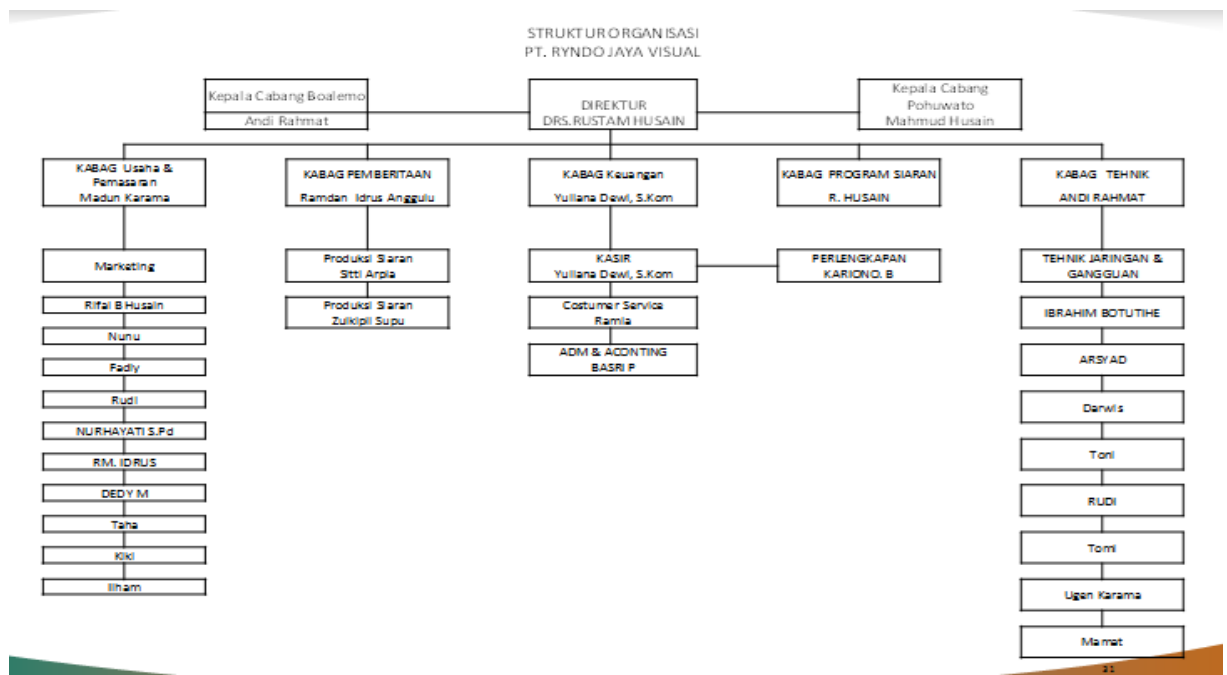 STRUKTUR ORGANISASI
PT. RYNDO JAYA VISUAL
Kepala Cabang Boalemo
Andi Rahmat
DIREKTUR
DRS.RUSTAM HUSAIN
Kepala Cabang
Pohuwato
Mahmud Husain
KABAG Usaha &
Pemasaran
Madun Karama
KABAG PEMBERITAAN
Ramdan Idrus Anggulu
KABAG Keuangan
Yuliana Dewi, S.Kom
KABAG PROGRAM SIARAN
R. HUSAIN
KABAG TEHNIK
ANDI RAHMAT
Marketing
Rifal B Husain
Nunu
Fadly
Rudi
NURHAYATI S.Pd
RM. IDRUS
DEDY M
Taha
Kiki
Ilham
Produksi Siaran
Sitti Arpia
Produksi Siaran
Zulkipli Supu
KASIR
Yuliana Dewi, S.Kom
Costumer Service
Ramla
ADM & ACONTING
BASRI P
PERLENGKAPAN
KARIONO. B
TEHNIK JARINGAN &
GANGGUAN
IBRAHIM BOTUTIHE
ARSYAD
Darwis
Toni
RUDI
Tomi
Ugen Karama
Mamat
31